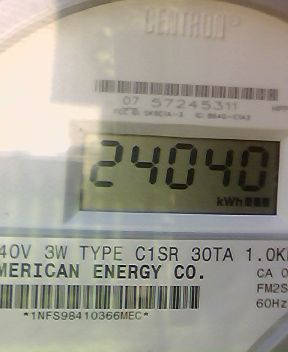 CENTRON®
07 57245311
24040
kWh
40V 3W TYPE C1SR 30TA 1.0K
MERICAN ENERGY CO.
CA 0
FM2S
60Hz
*1NFS98410366MEC*